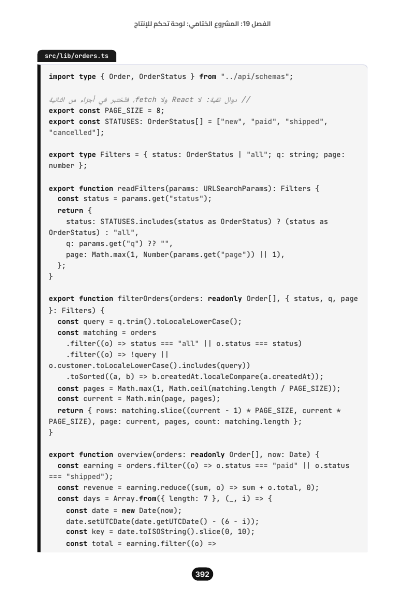 الفصل 19: المشروع الختامي: لوحة تحكم للإنتاج
src/lib/orders.ts
import type { Order, OrderStatus } from "../api/schemas";
// دوال نقية: لا React ولا fetch، فتختبر في أجزاء من الثانية
export const PAGE_SIZE = 8;
export const STATUSES: OrderStatus[] = ["new", "paid", "shipped",
"cancelled"];
export type Filters = { status: OrderStatus | "all"; q: string; page:
number };
export function readFilters(params: URLSearchParams): Filters {
  const status = params.get("status");
  return {
    status: STATUSES.includes(status as OrderStatus) ? (status as
OrderStatus) : "all",
    q: params.get("q") ?? "",
    page: Math.max(1, Number(params.get("page")) || 1),
  };
}
export function filterOrders(orders: readonly Order[], { status, q, page
}: Filters) {
  const query = q.trim().toLocaleLowerCase();
  const matching = orders
    .filter((o) => status === "all" || o.status === status)
    .filter((o) => !query ||
o.customer.toLocaleLowerCase().includes(query))
    .toSorted((a, b) => b.createdAt.localeCompare(a.createdAt));
  const pages = Math.max(1, Math.ceil(matching.length / PAGE_SIZE));
  const current = Math.min(page, pages);
  return { rows: matching.slice((current - 1) * PAGE_SIZE, current *
PAGE_SIZE), page: current, pages, count: matching.length };
}
export function overview(orders: readonly Order[], now: Date) {
  const earning = orders.filter((o) => o.status === "paid" || o.status
=== "shipped");
  const revenue = earning.reduce((sum, o) => sum + o.total, 0);
  const days = Array.from({ length: 7 }, (_, i) => {
    const date = new Date(now);
    date.setUTCDate(date.getUTCDate() - (6 - i));
    const key = date.toISOString().slice(0, 10);
    const total = earning.filter((o) =>
392